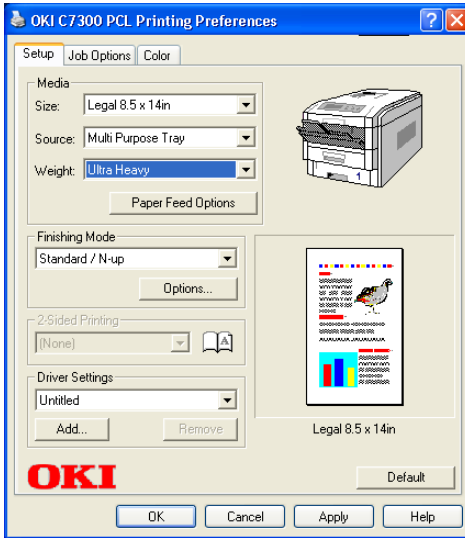 OKI C7300 PCL Printing Preferences
Setup Job Options Color
Media
Size: Legal 8.5 x 14in
Source: Multi Purpose Tray
Weight: Ultra Heavy
Paper Feed Options
1
Finishing Mode
Standard / N-up
Options...
2-Sided Printing
(None)
A
Driver Settings
Untitled
Add... Remove
Legal 8.5 x 14in
OKI
Default
OK Cancel Apply Help